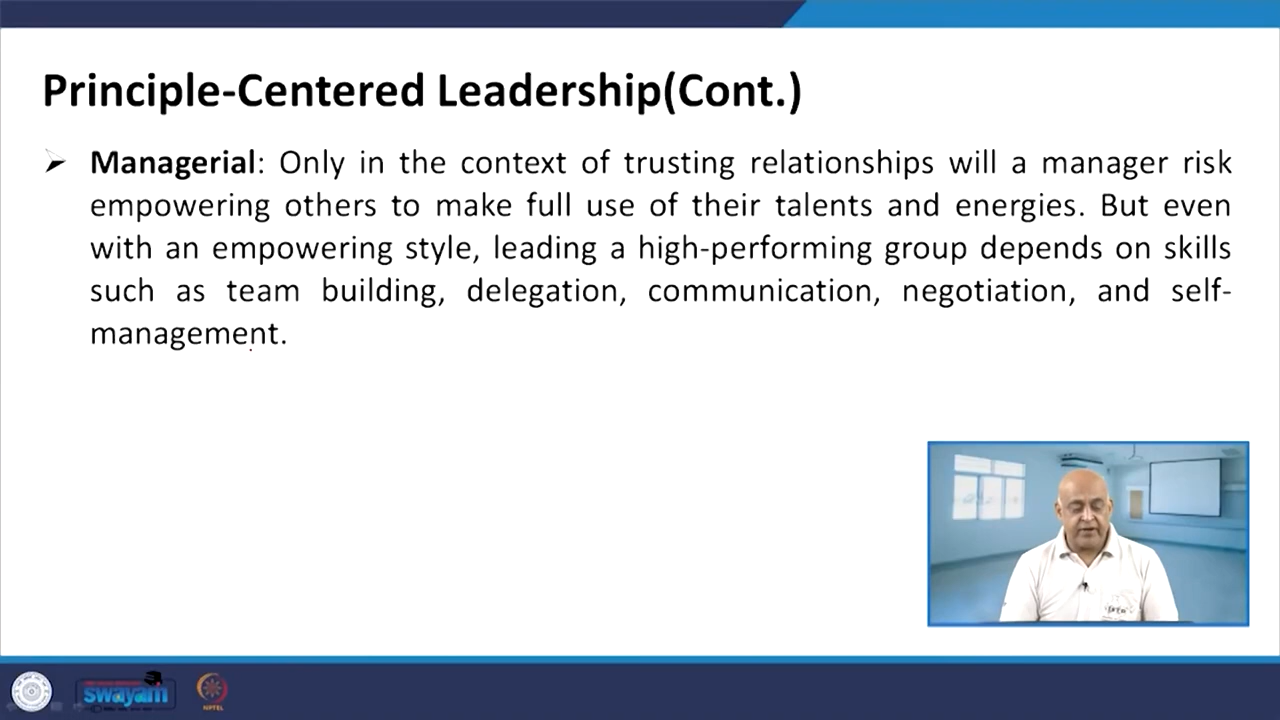 Principle-Centered Leadership(Cont.)
➢ Managerial: Only in the context of trusting relationships will a manager risk
empowering others to make full use of their talents and energies. But even
with an empowering style, leading a high-performing group depends on skills
such as team building, delegation, communication, negotiation, and self-
management.
swayam
NPTEL